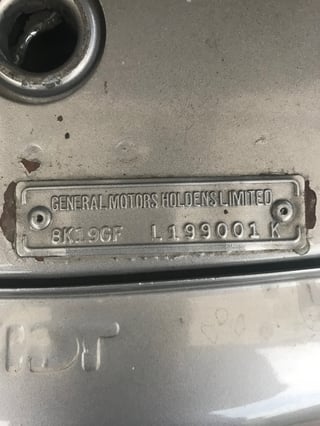 GENERAL MOTORS HOLDENS LIMITED
8K19GF L199001K